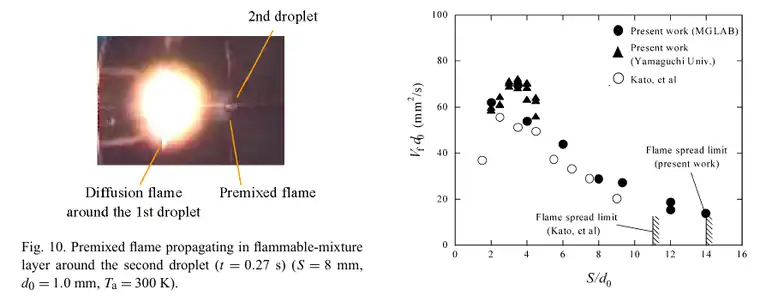 2nd droplet
Diffusion flame
around the 1st droplet
Premixed flame
Fig. 10. Premixed flame propagating in flammable-mixture
layer around the second droplet (t = 0.27 s) (S = 8 mm,
d0 = 1.0 mm, Ta = 300 K).
100
80
60
40
20
0
Vf d0 (mm²/s)
Present work (MGLAB)
Present work
(Yamaguchi Univ.)
Kato, et al
Flame spread limit
(present work)
Flame spread limit
(Kato, et al)
0 2 4 6 8 10 12 14 16
S/d0